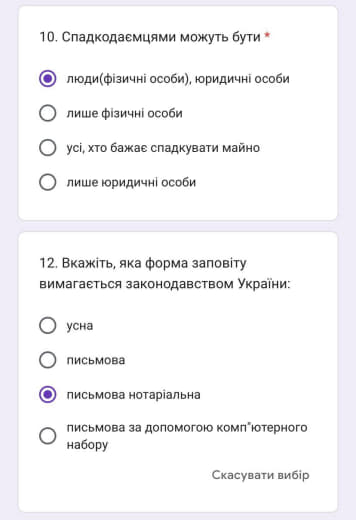 10. Спадкодаємцями можуть бути *
люди(фізичні особи), юридичні особи
лише фізичні особи
усі, хто бажає спадкувати майно
лише юридичні особи
12. Вкажіть, яка форма заповіту
вимагається законодавством України:
усна
письмова
письмова нотаріальна
письмова за допомогою комп"ютерного
набору
Скасувати вибір